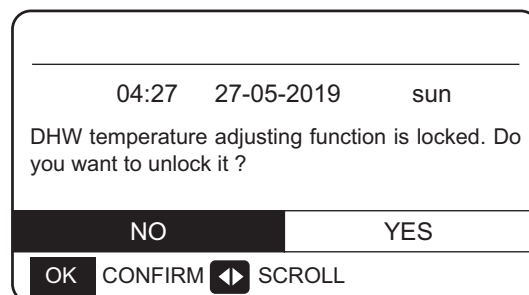 04:27 27-05-2019 sun
DHW temperature adjusting function is locked. Do
you want to unlock it ?
NO YES
OK CONFIRM SCROLL